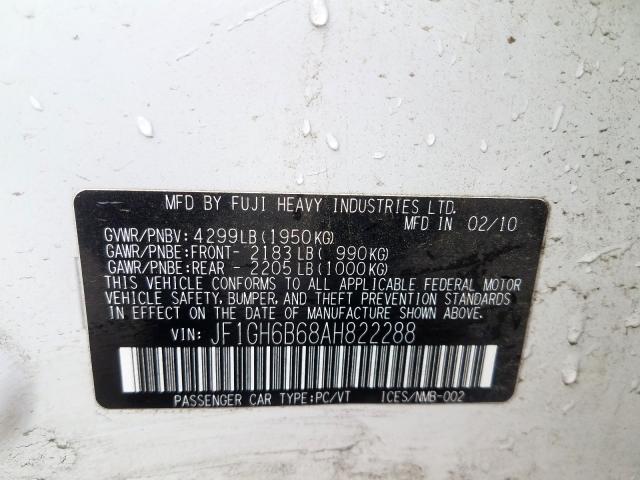 MFD BY FUJI HEAVY INDUSTRIES LTD.
MFD IN 02/10
GVWR/PNBV: 4299LB (1950KG)
GAWR/PNBE:FRONT- 2183LB ( 990KG)
GAWR/PNBE:REAR - 2205LB (1000KG)
THIS VEHICLE CONFORMS TO ALL APPLICABLE FEDERAL MOTOR
VEHICLE SAFETY, BUMPER, AND THEFT PREVENTION STANDARDS
IN EFFECT ON THE DATE OF MANUFACTURE SHOWN ABOVE.
VIN: JF1GH6B68AH822288
PASSENGER CAR TYPE:PC/VT ICES/NMB-002